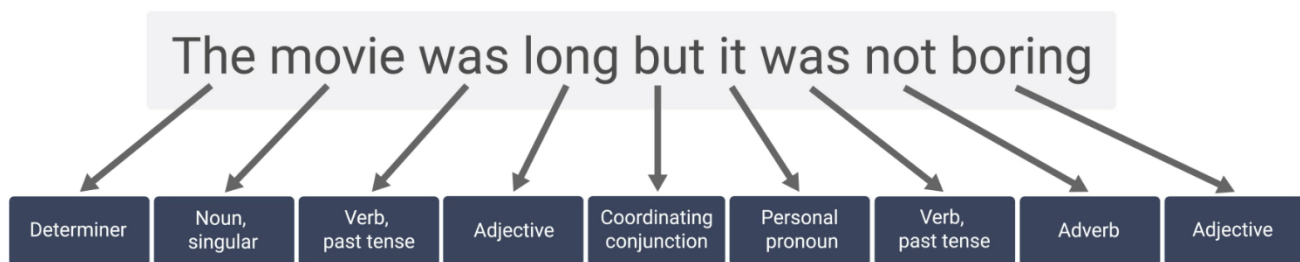 The movie was long but it was not boring
Determiner
Noun,
singular
Verb,
past tense
Adjective
Coordinating
conjunction
Personal
pronoun
Verb,
past tense
Adverb
Adjective